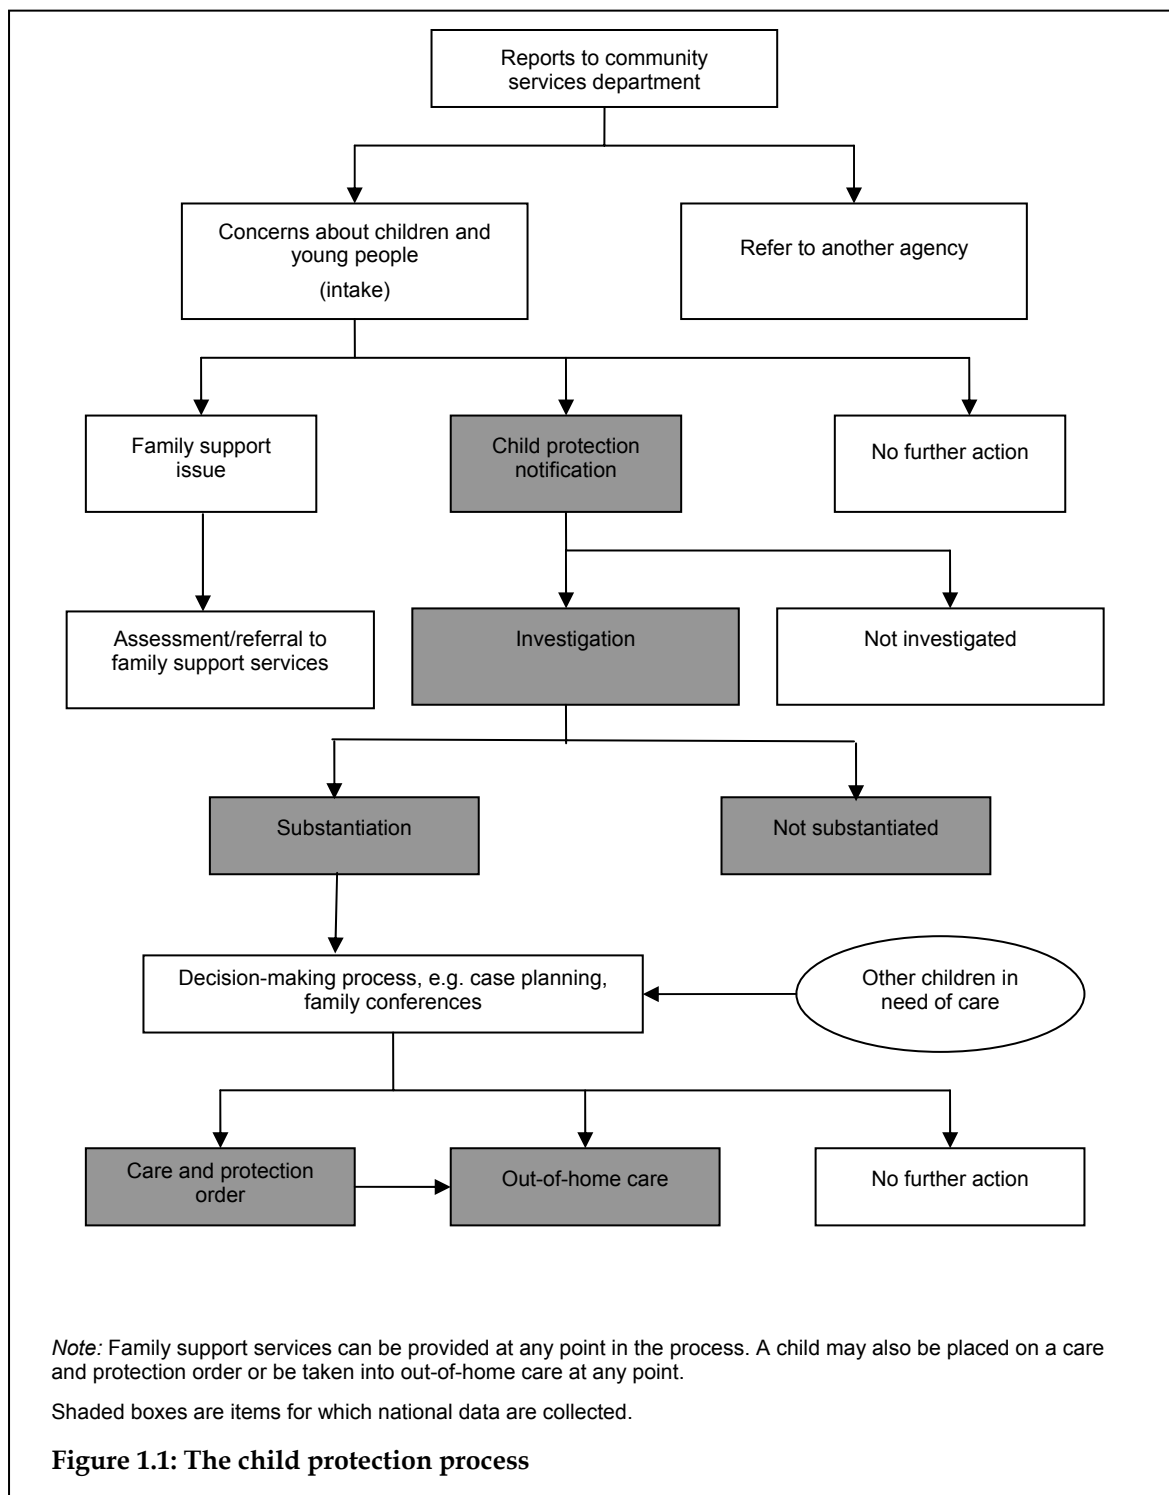 Reports to community
services department
Concerns about children and
young people
(intake)
Refer to another agency
Family support
issue
Child protection
notification
No further action
Assessment/referral to
family support services
Investigation
Not investigated
Substantiation
Not substantiated
Decision-making process, e.g. case planning,
family conferences
Other children in
need of care
Care and protection
order
Out-of-home care
No further action
Note: Family support services can be provided at any point in the process. A child may also be placed on a care
and protection order or be taken into out-of-home care at any point.
Shaded boxes are items for which national data are collected.
Figure 1.1: The child protection process